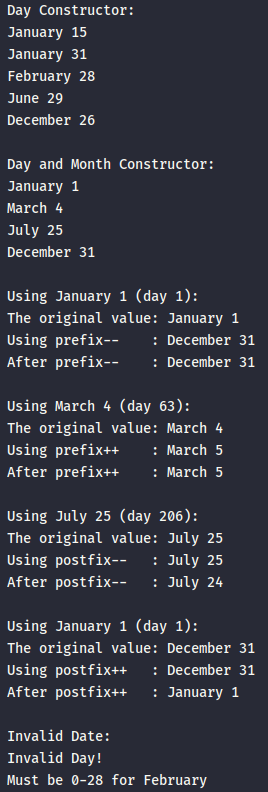 Day Constructor:
January 15
January 31
February 28
June 29
December 26

Day and Month Constructor:
January 1
March 4
July 25
December 31

Using January 1 (day 1):
The original value: January 1
Using prefix--    : December 31
After prefix--    : December 31

Using March 4 (day 63):
The original value: March 4
Using prefix++    : March 5
After prefix++    : March 5

Using July 25 (day 206):
The original value: July 25
Using postfix--   : July 25
After postfix--   : July 24

Using January 1 (day 1):
The original value: December 31
Using postfix++   : December 31
After postfix++   : January 1

Invalid Date:
Invalid Day!
Must be 0-28 for February